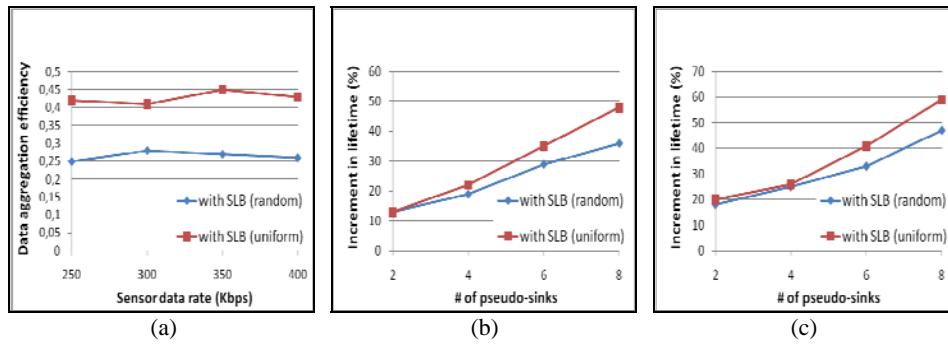 Data aggregation efficiency
0,5
0,45
0,4
0,35
0,3
0,25
0,2
0,15
0,1
0,05
0
with SLB (random)
with SLB (uniform)
250 300 350 400
Sensor data rate (Kbps)
(a)
Increment in lifetime (%)
60
50
40
30
20
10
0
with SLB (random)
with SLB (uniform)
2 4 6 8
# of pseudo-sinks
(b)
Increment in lifetime (%)
70
60
50
40
30
20
10
0
with SLB (random)
with SLB (uniform)
2 4 6 8
# of pseudo-sinks
(c)